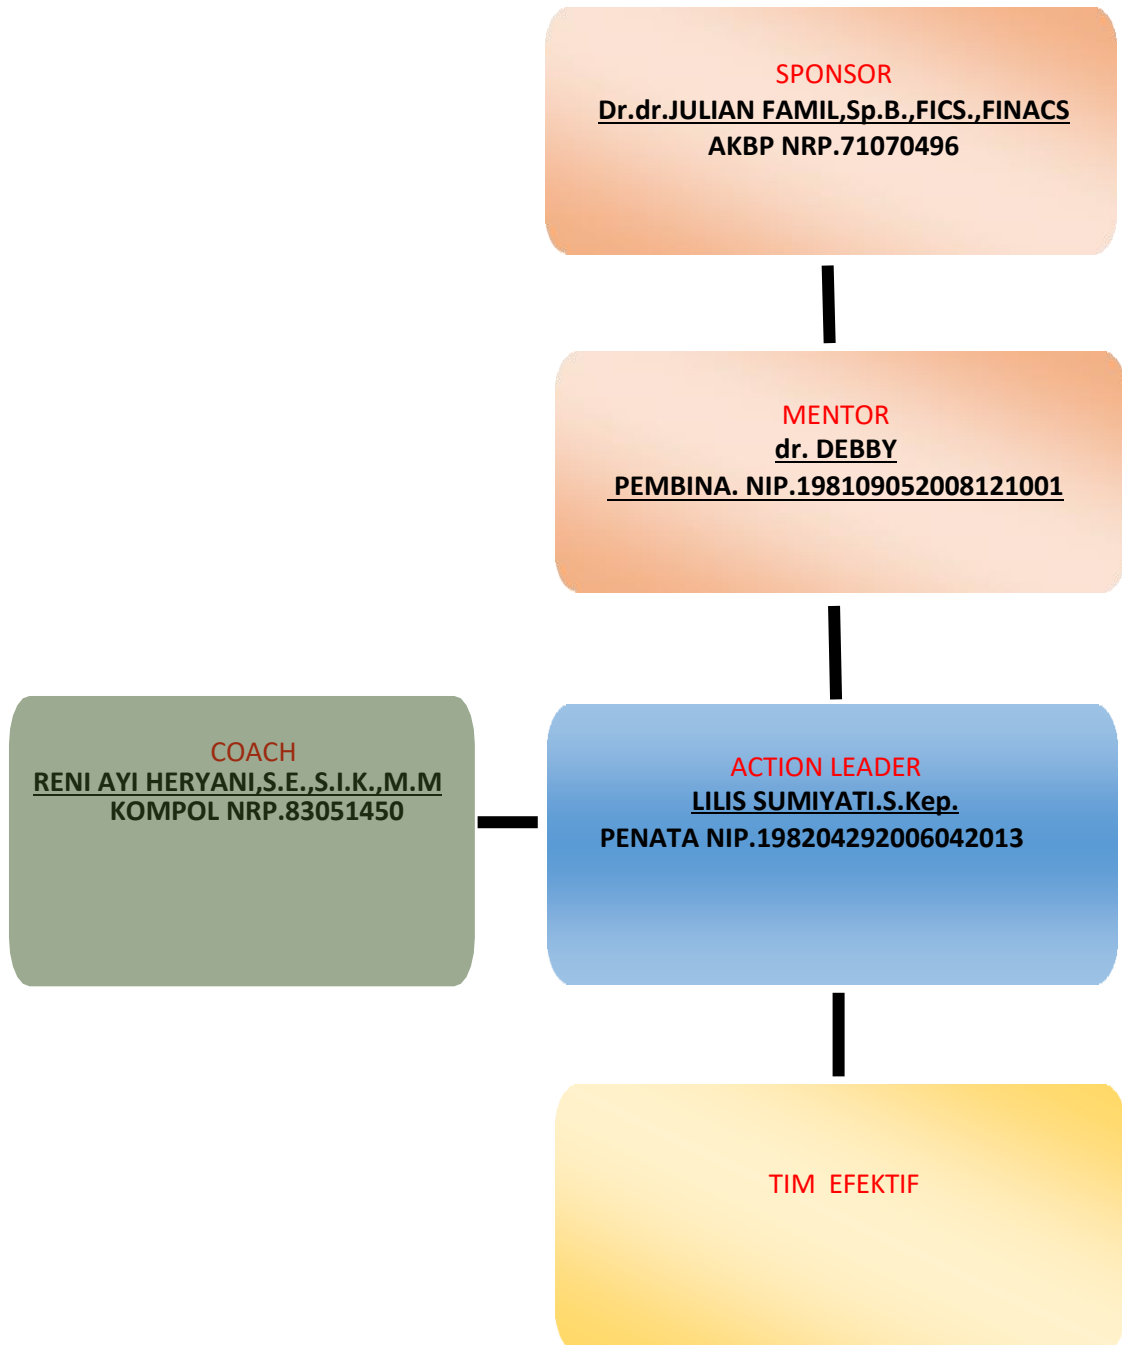 SPONSOR
Dr.dr.JULIAN FAMIL,Sp.B.,FICS.,FINACS
AKBP NRP.71070496
MENTOR
dr. DEBBY
PEMBINA. NIP.198109052008121001
COACH
RENI AYI HERYANI,S.E.,S.I.K.,M.M
KOMPOL NRP.83051450
ACTION LEADER
LILIS SUMIYATI.S.Kep.
PENATA NIP.198204292006042013
TIM EFEKTIF